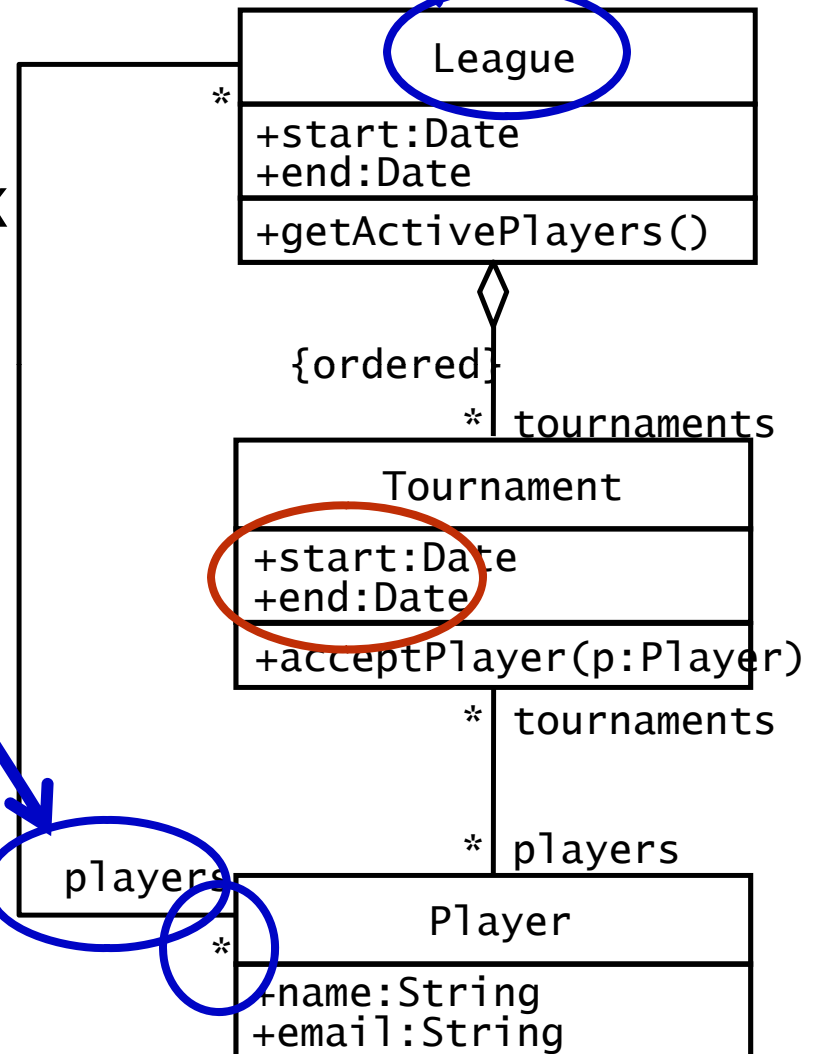 League
*
+start:Date
+end:Date
+getActivePlayers()
{ordered}
* tournaments
Tournament
+start:Date
+end:Date
+acceptPlayer(p:Player)
* tournaments
* players
players
Player
*
+name:String
+email:String